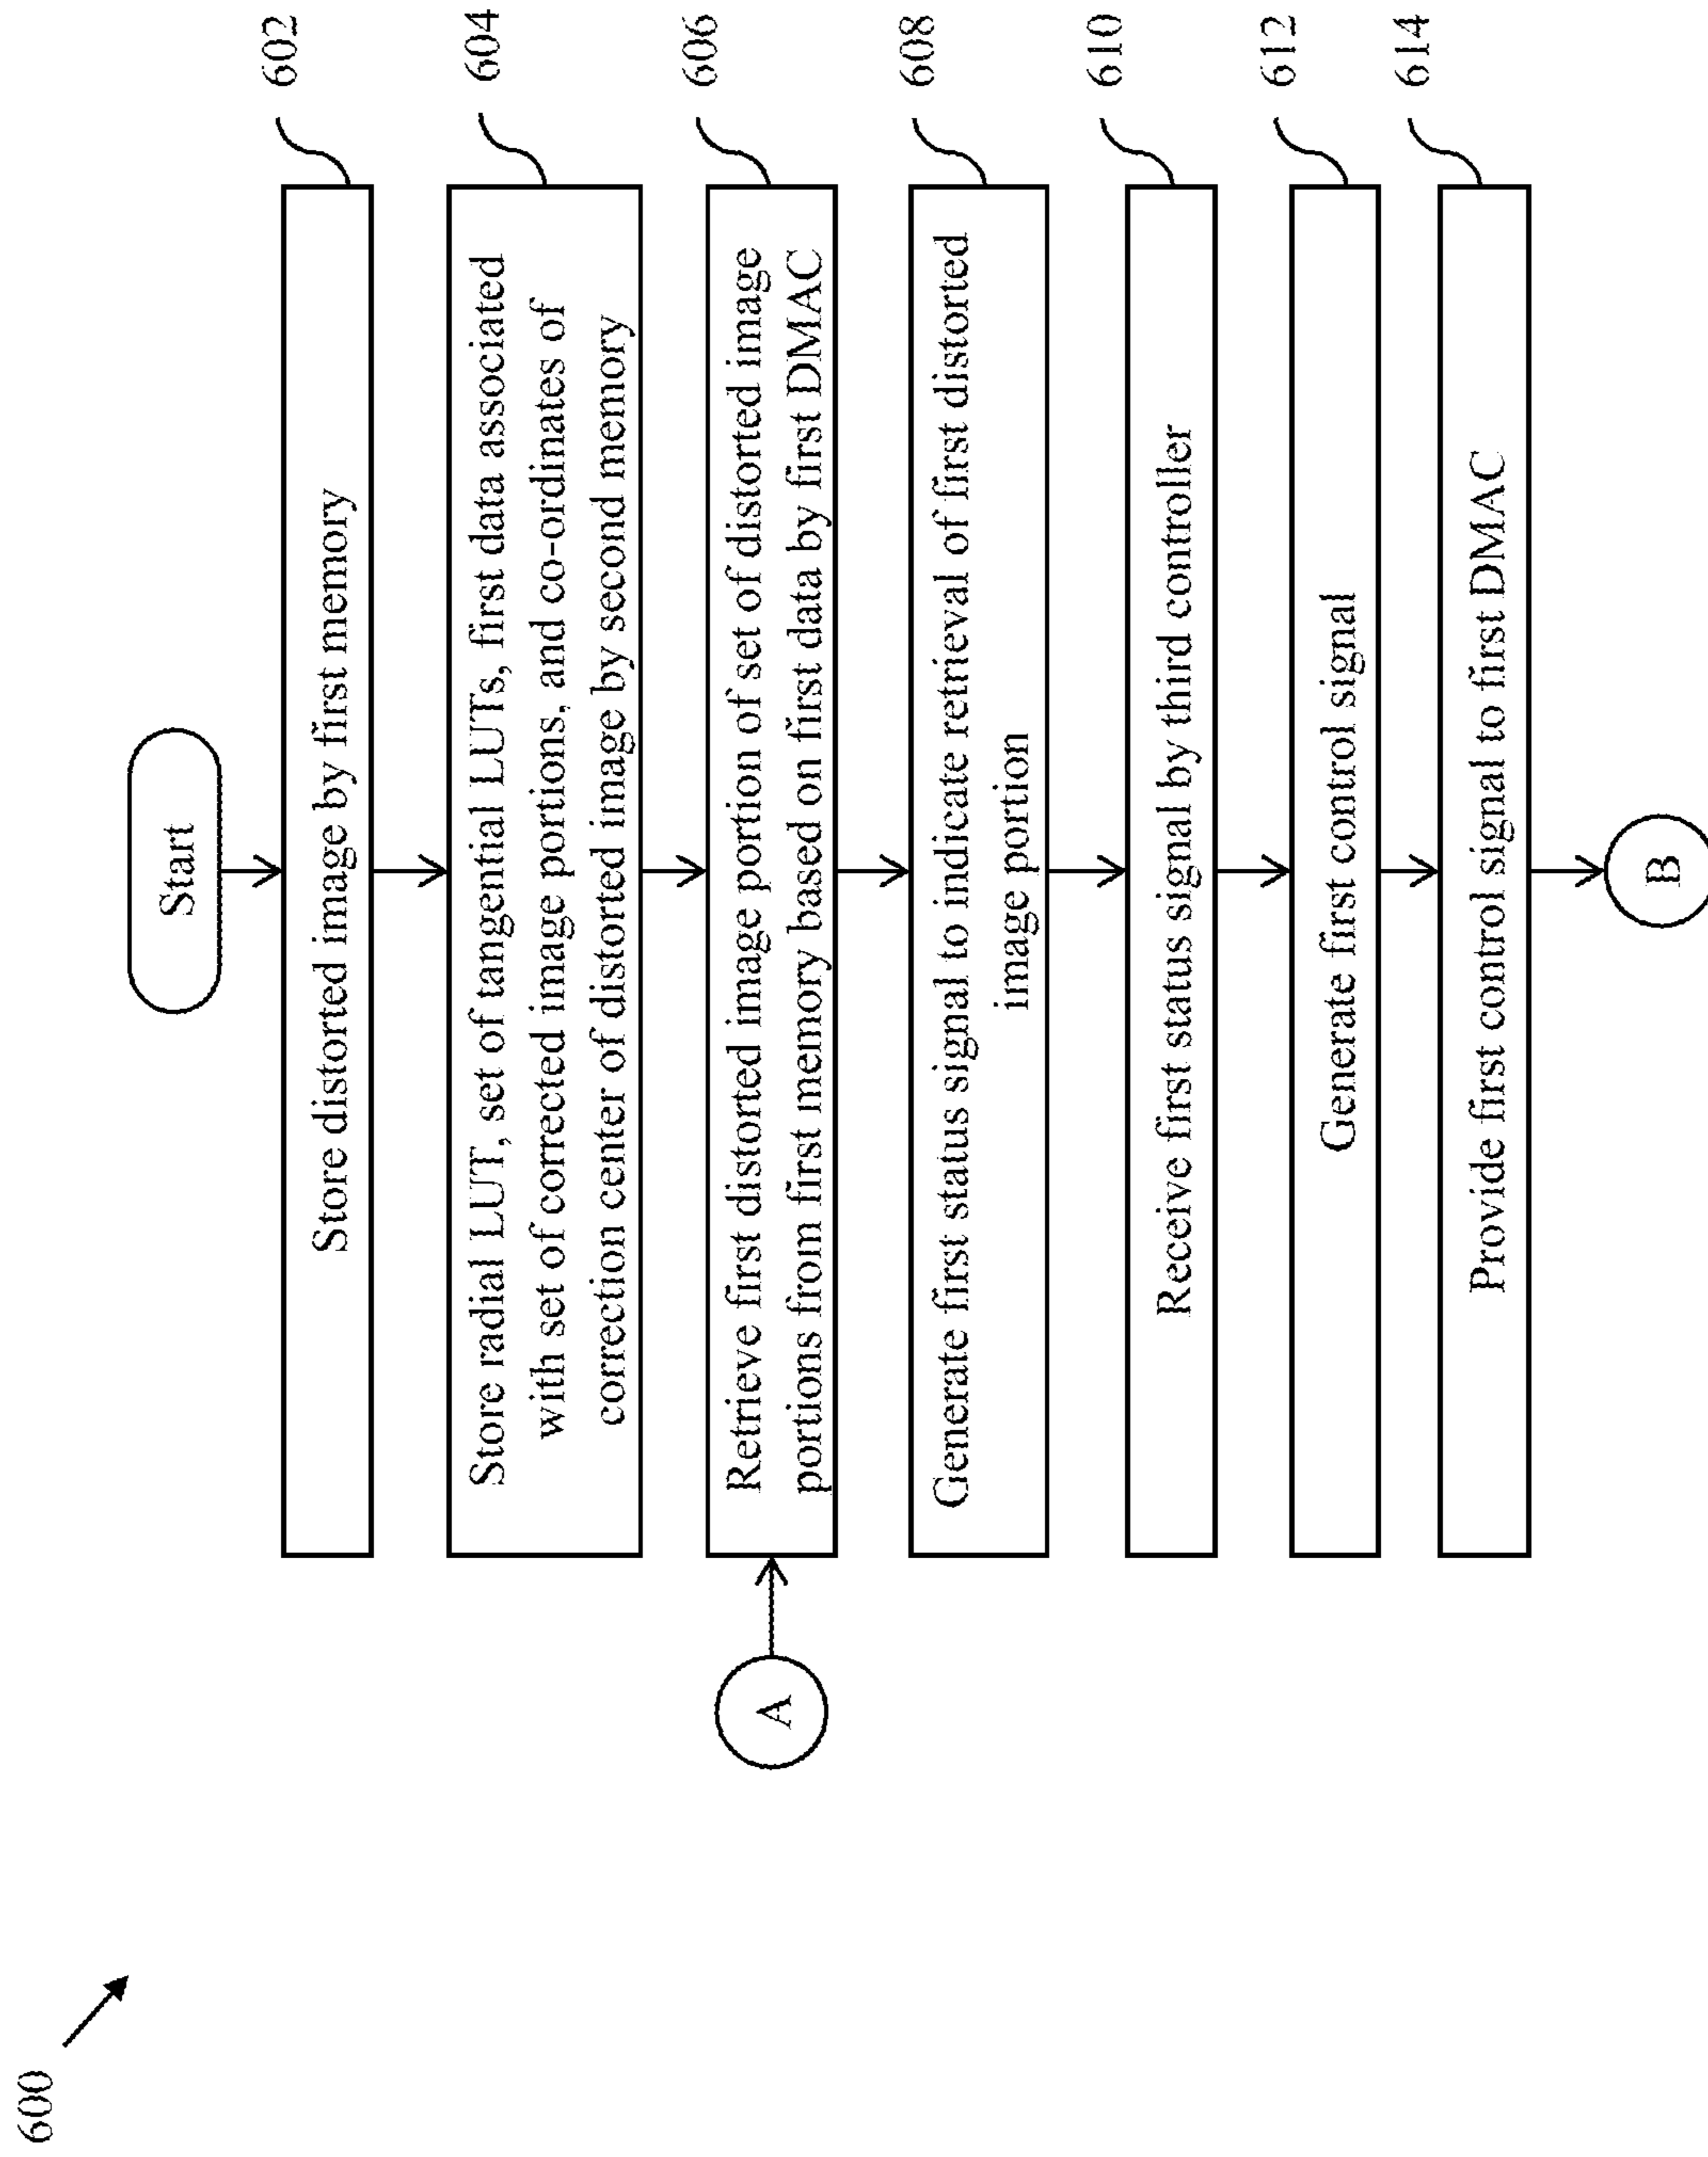 600
Start
602
Store distorted image by first memory
604
Store radial LUT, set of tangential LUTs, first data associated
with set of corrected image portions, and co-ordinates of
correction center of distorted image by second memory
606
A
Retrieve first distorted image portion of set of distorted image
portions from first memory based on first data by first DMAC
608
Generate first status signal to indicate retrieval of first distorted
image portion
610
Receive first status signal by third controller
612
Generate first control signal
614
Provide first control signal to first DMAC
B